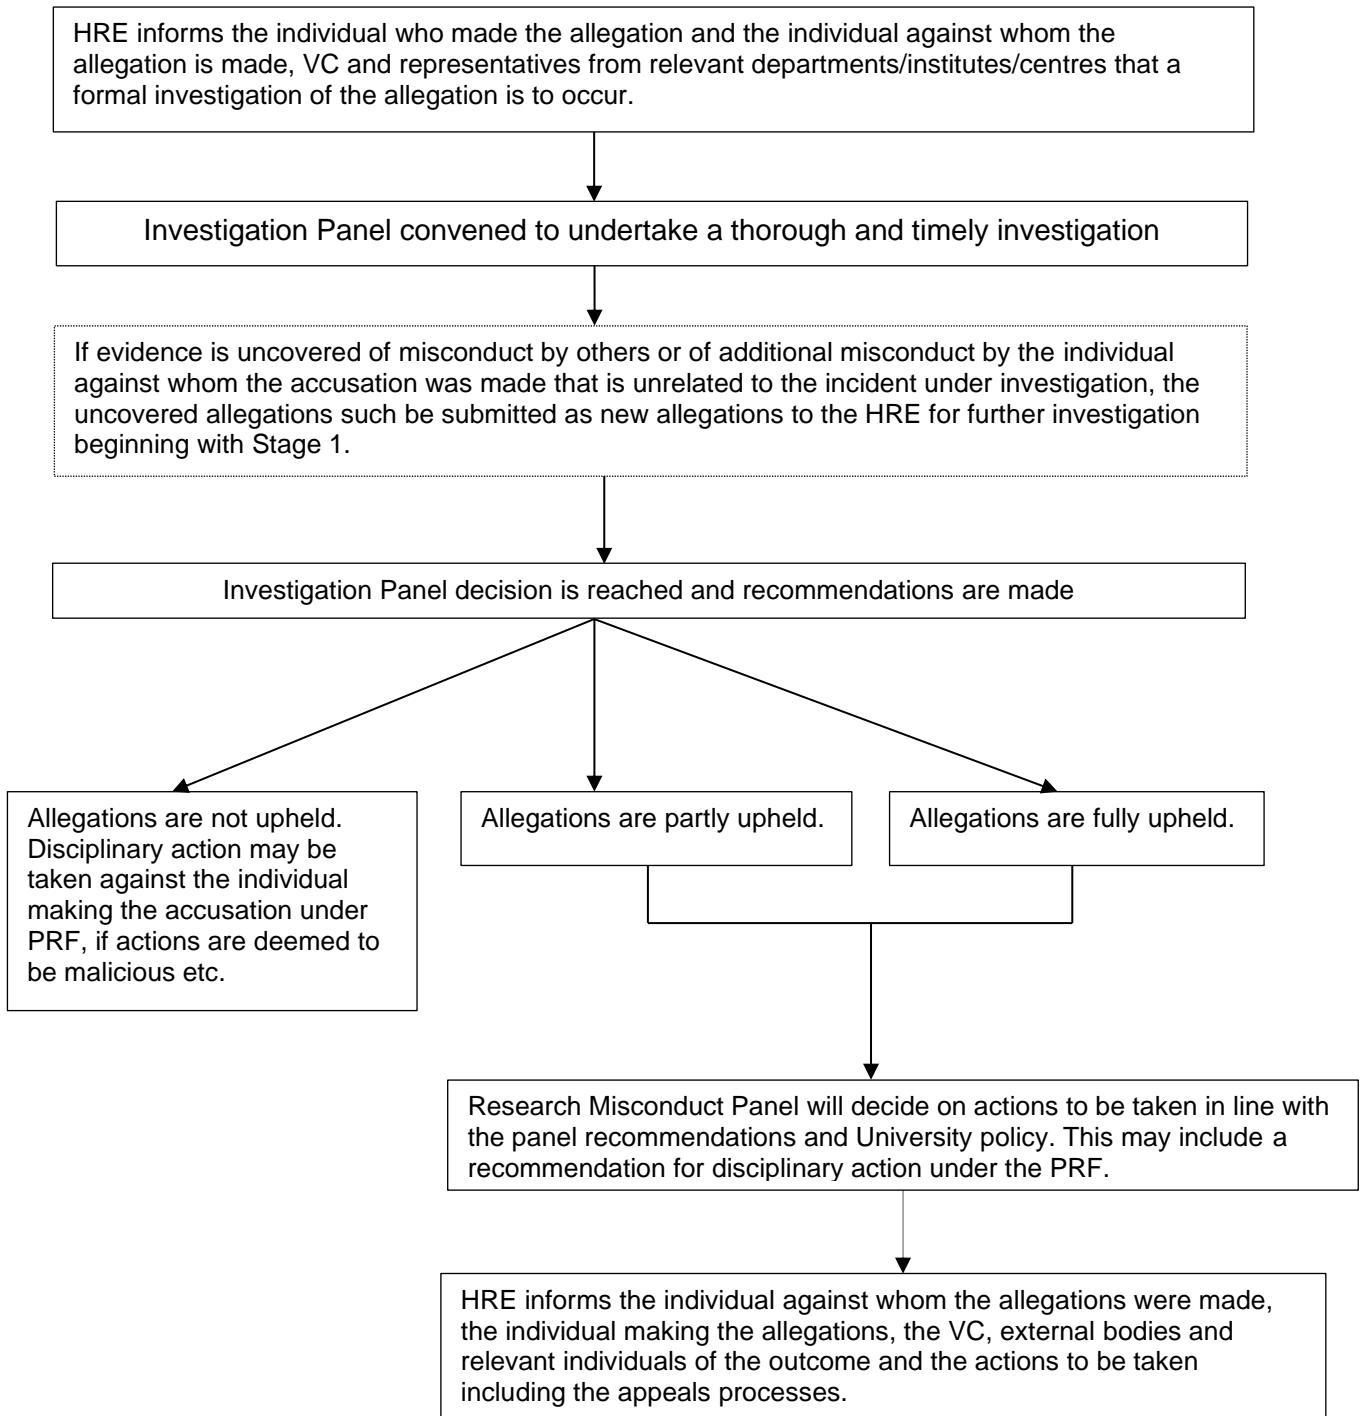 HRE informs the individual who made the allegation and the individual against whom the
allegation is made, VC and representatives from relevant departments/institutes/centres that a
formal investigation of the allegation is to occur.
Investigation Panel convened to undertake a thorough and timely investigation
If evidence is uncovered of misconduct by others or of additional misconduct by the individual
against whom the accusation was made that is unrelated to the incident under investigation, the
uncovered allegations such be submitted as new allegations to the HRE for further investigation
beginning with Stage 1.
Investigation Panel decision is reached and recommendations are made
Allegations are not upheld.
Disciplinary action may be
taken against the individual
making the accusation under
PRF, if actions are deemed to
be malicious etc.
Allegations are partly upheld.
Allegations are fully upheld.
Research Misconduct Panel will decide on actions to be taken in line with
the panel recommendations and University policy. This may include a
recommendation for disciplinary action under the PRF.
HRE informs the individual against whom the allegations were made,
the individual making the allegations, the VC, external bodies and
relevant individuals of the outcome and the actions to be taken
including the appeals processes.